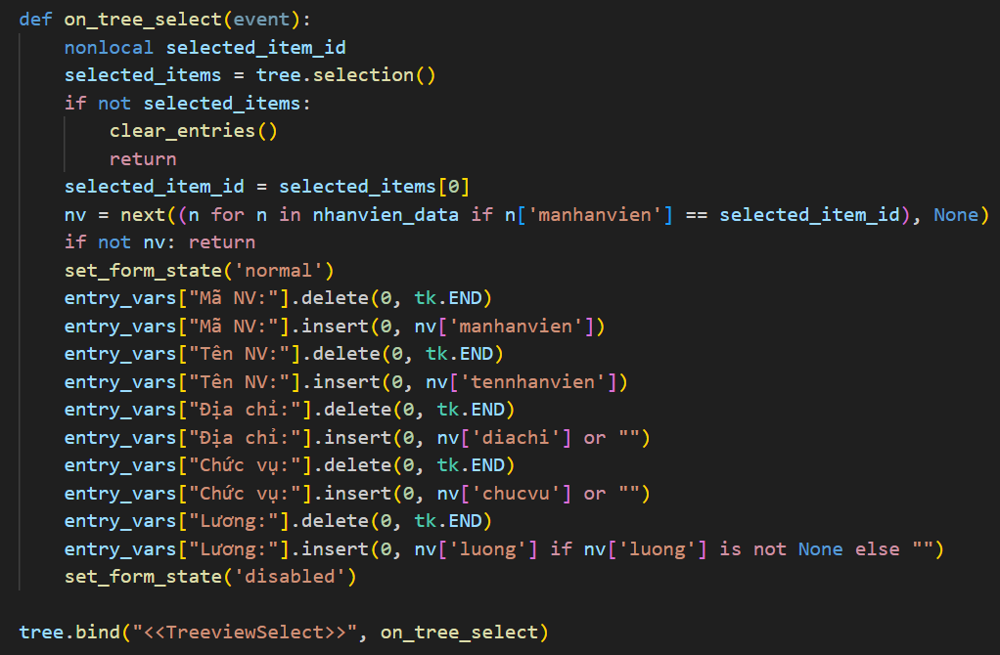 def on_tree_select(event):
    nonlocal selected_item_id
    selected_items = tree.selection()
    if not selected_items:
        clear_entries()
        return
    selected_item_id = selected_items[0]
    nv = next((n for n in nhanvien_data if n['manhanvien'] == selected_item_id), None)
    if not nv: return
    set_form_state('normal')
    entry_vars["Mã NV:"].delete(0, tk.END)
    entry_vars["Mã NV:"].insert(0, nv['manhanvien'])
    entry_vars["Tên NV:"].delete(0, tk.END)
    entry_vars["Tên NV:"].insert(0, nv['tennhanvien'])
    entry_vars["Địa chỉ:"].delete(0, tk.END)
    entry_vars["Địa chỉ:"].insert(0, nv['diachi'] or "")
    entry_vars["Chức vụ:"].delete(0, tk.END)
    entry_vars["Chức vụ:"].insert(0, nv['chucvu'] or "")
    entry_vars["Lương:"].delete(0, tk.END)
    entry_vars["Lương:"].insert(0, nv['luong'] if nv['luong'] is not None else "")
    set_form_state('disabled')
tree.bind("<<TreeviewSelect>>", on_tree_select)